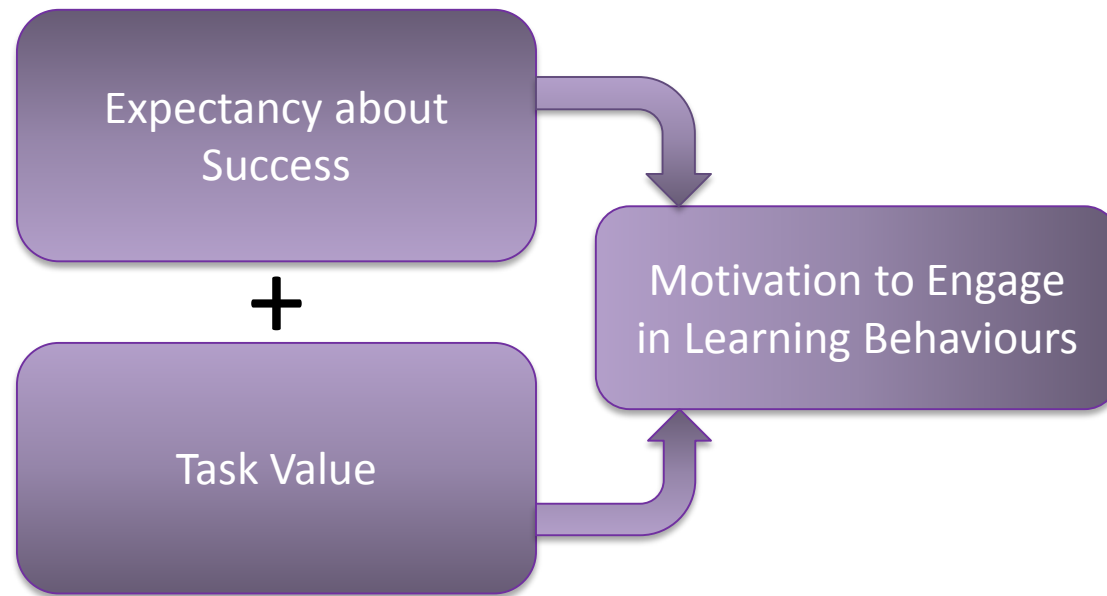 Expectancy about
Success
+
Task Value
Motivation to Engage
in Learning Behaviours